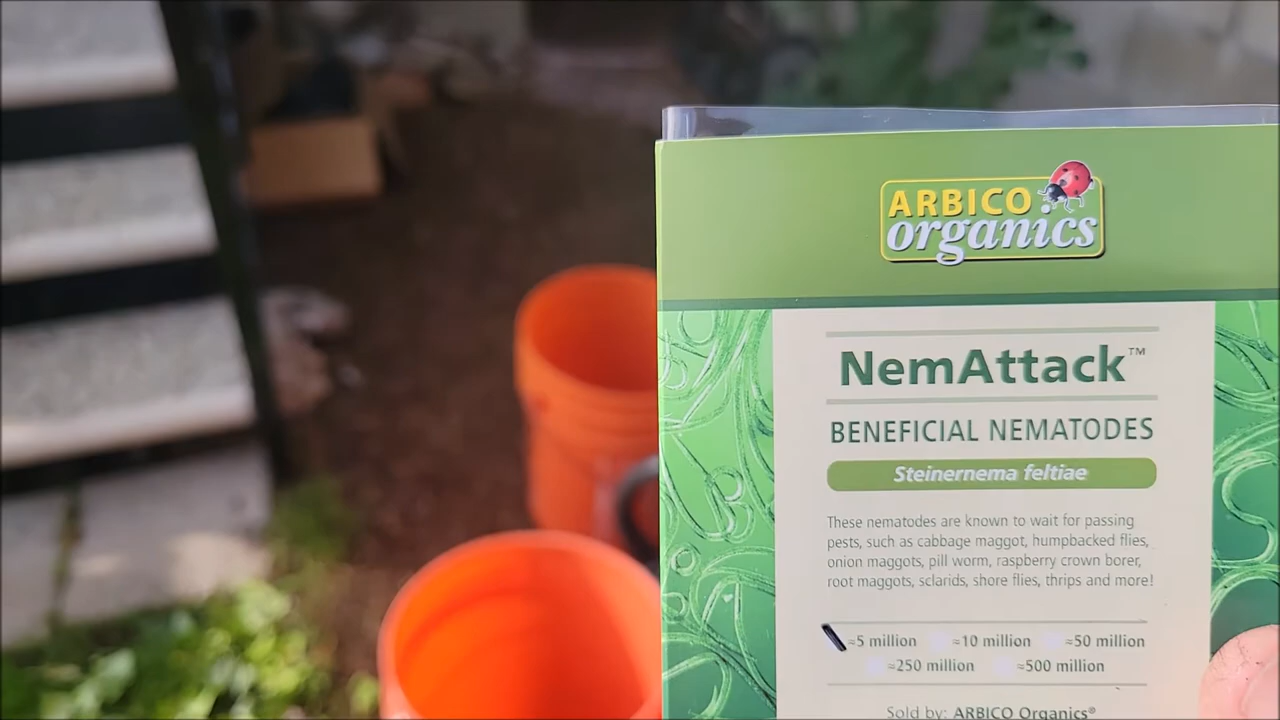 ARBICO
organics
NemAttack™
BENEFICIAL NEMATODES
Steinernema feltiae
These nematodes are known to wait for passing
pests, such as cabbage maggot, humpbacked flies,
onion maggots, pill worm, raspberry crown borer,
root maggots, sclarids, shore flies, thrips and more!
≈5 million ≈10 million ≈50 million
≈250 million ≈500 million
Sold by: ARBICO Organics®